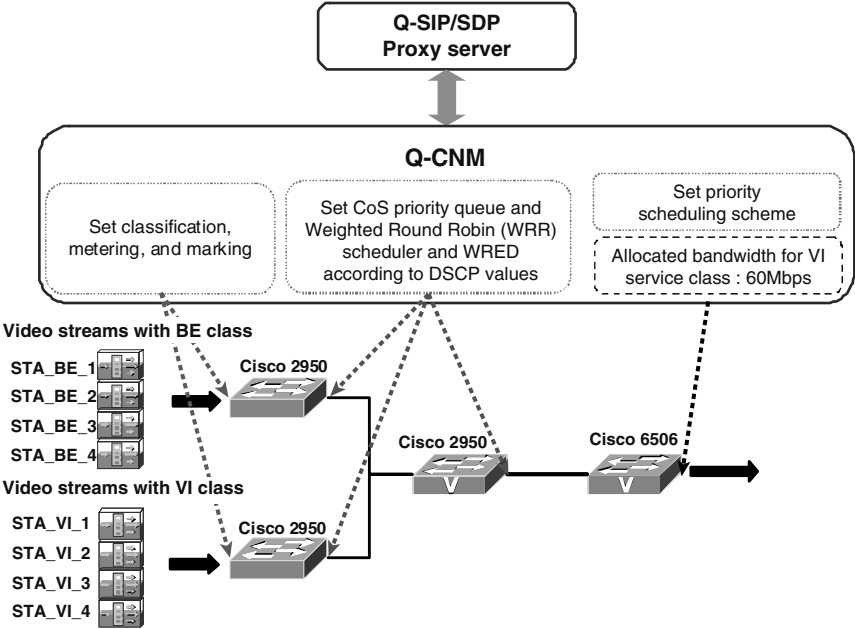 Q-SIP/SDP
Proxy server
Q-CNM
Set classification,
metering, and marking
Set CoS priority queue and
Weighted Round Robin (WRR)
scheduler and WRED
according to DSCP values
Set priority
scheduling scheme
Allocated bandwidth for VI
service class : 60Mbps
Video streams with BE class
STA_BE_1
STA_BE_2
STA_BE_3
STA_BE_4
Cisco 2950
Cisco 2950
V
Cisco 6506
V
Video streams with VI class
STA_VI_1
STA_VI_2
STA_VI_3
STA_VI_4
Cisco 2950